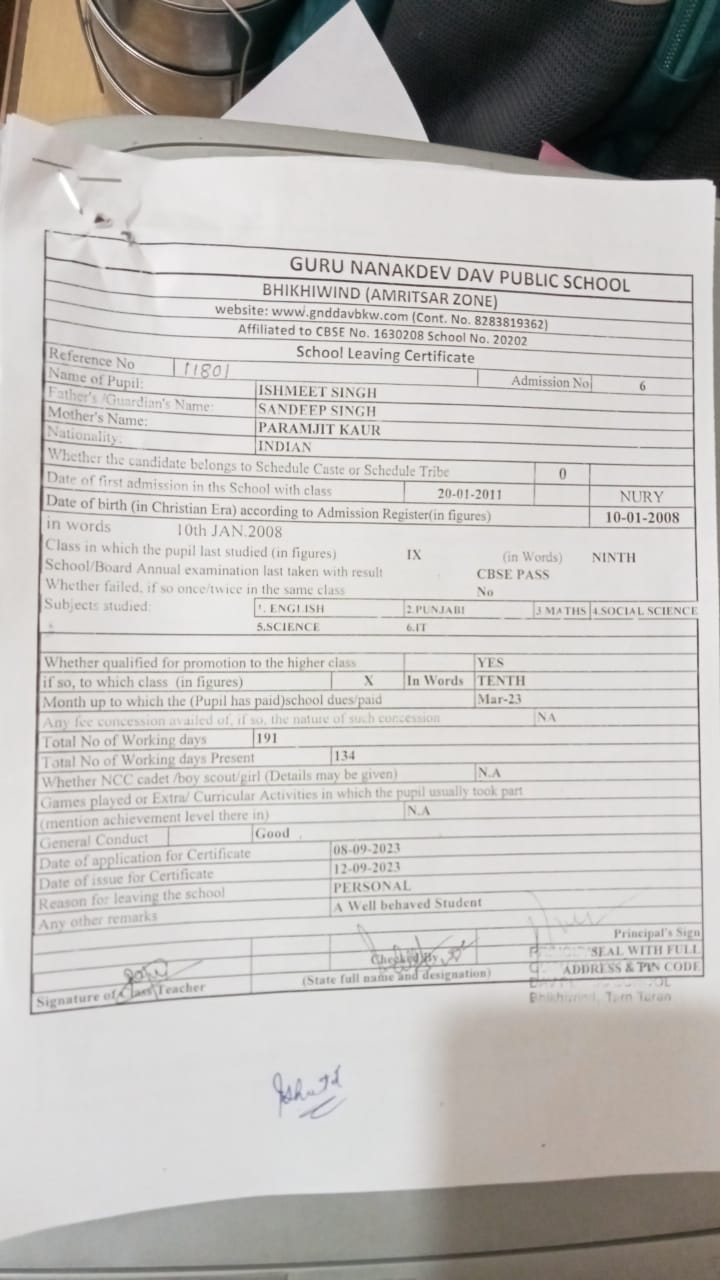 GURU NANAKDEV DAV PUBLIC SCHOOL
BHIKHIWIND (AMRITSAR ZONE)
website: www.gnddavbkw.com (Cont. No. 8283819362)
Affiliated to CBSE No. 1630208 School No. 20202
School Leaving Certificate
Reference No 11801 Admission No 6
Name of Pupil: ISHMEET SINGH
Father's /Guardian's Name: SANDEEP SINGH
Mother's Name: PARAMJIT KAUR
Nationality: INDIAN
Whether the candidate belongs to Schedule Caste or Schedule Tribe 0
Date of first admission in ths School with class 20-01-2011 NURY
Date of birth (in Christian Era) according to Admission Register(in figures) 10-01-2008
in words 10th JAN.2008
Class in which the pupil last studied (in figures) IX (in Words) NINTH
School/Board Annual examination last taken with result CBSE PASS
Whether failed, if so once/twice in the same class No
Subjects studied: 1. ENGLISH 2.PUNJABI 3 MATHS 4.SOCIAL SCIENCE
5.SCIENCE 6.IT
Whether qualified for promotion to the higher class YES
if so, to which class (in figures) X In Words TENTH
Month up to which the (Pupil has paid)school dues/paid Mar-23
Any fee concession availed of, if so, the nature of such concession NA
Total No of Working days 191
Total No of Working days Present 134
Whether NCC cadet /boy scout/girl (Details may be given) N.A
Games played or Extra/ Curricular Activities in which the pupil usually took part
(mention achievement level there in) N.A
General Conduct Good
Date of application for Certificate 08-09-2023
Date of issue for Certificate 12-09-2023
Reason for leaving the school PERSONAL
Any other remarks A Well behaved Student
Principal's Sign
Checked By SEAL WITH FULL
ADDRESS & PIN CODE
Signature of Class Teacher (State full name and designation)
Bhikhiwind, Tarn Taran